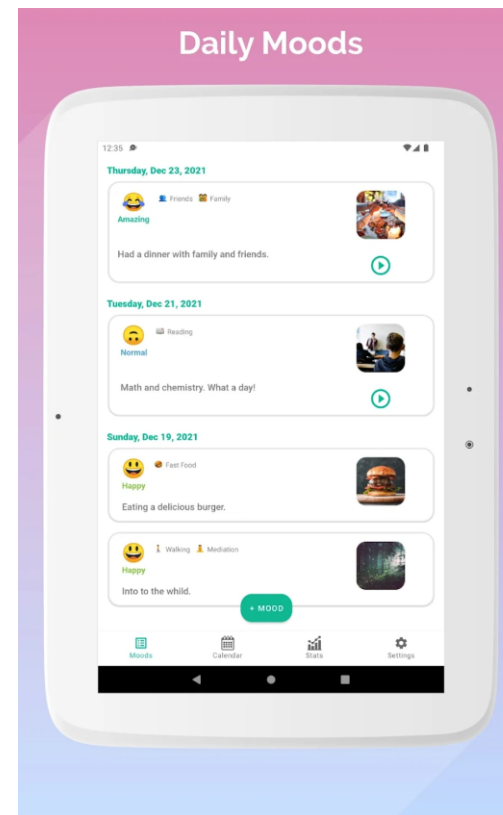 Daily Moods
12:35
Thursday, Dec 23, 2021
Friends Family
Amazing
Had a dinner with family and friends.
Tuesday, Dec 21, 2021
Reading
Normal
Math and chemistry. What a day!
Sunday, Dec 19, 2021
Fast Food
Happy
Eating a delicious burger.
Walking Mediation
Happy
Into to the whild.
+ MOOD
Moods Calendar Stats Settings